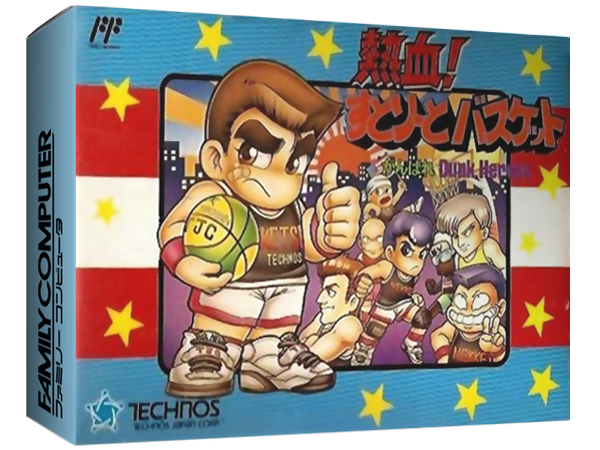 FAMILY COMPUTER
ファミリー コンピュータ
熱血!
すとりーとバスケット
がんばれ Dunk Heroes
JC
TECHNOS
NEKKET
TECHNOS
TECHNOS JAPAN CORP.